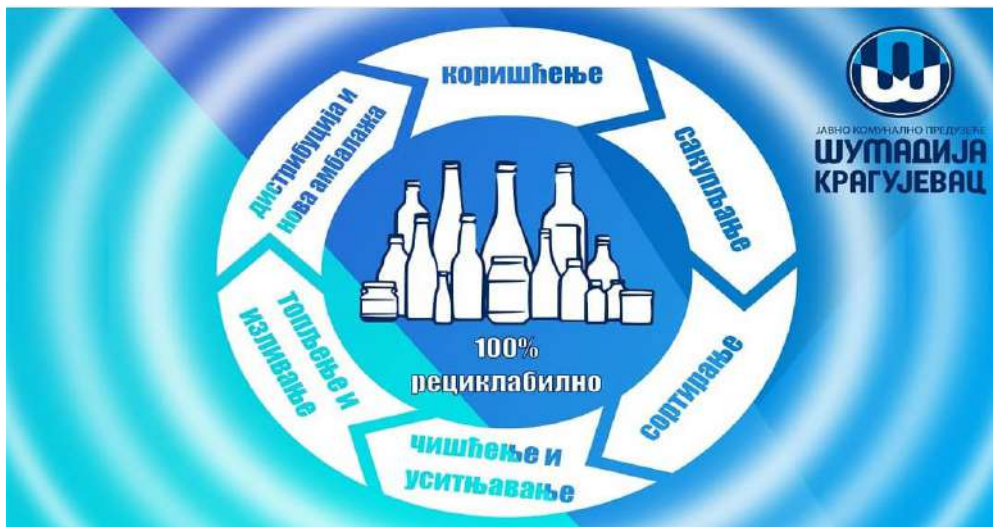 коришћење
сакупљање
сортирање
чишћење и
уситњавање
топљење и
изливање
дистрибуција и
нова амбалажа
100%
рециклабилно
ЈАВНО КОМУНАЛНО ПРЕДУЗЕЋЕ
ШУМАДИЈА
КРАГУЈЕВАЦ